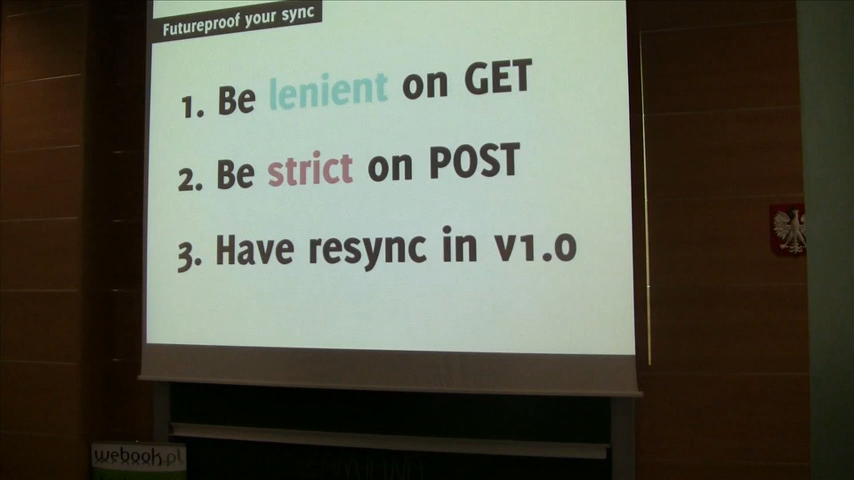 Futureproof your sync
1. Be lenient on GET
2. Be strict on POST
3. Have resync in v1.0
webook.pl